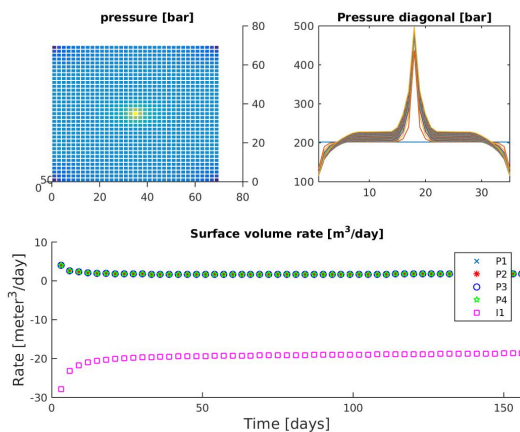 pressure [bar]
80
60
40
20
0
50
0
0 20 40 60 80
Pressure diagonal [bar]
500
400
300
200
100
10 20 30
Surface volume rate [m³/day]
10
0
-10
-20
-30
Rate [meter³/day]
P1
P2
P3
P4
I1
0 50 100 150
Time [days]